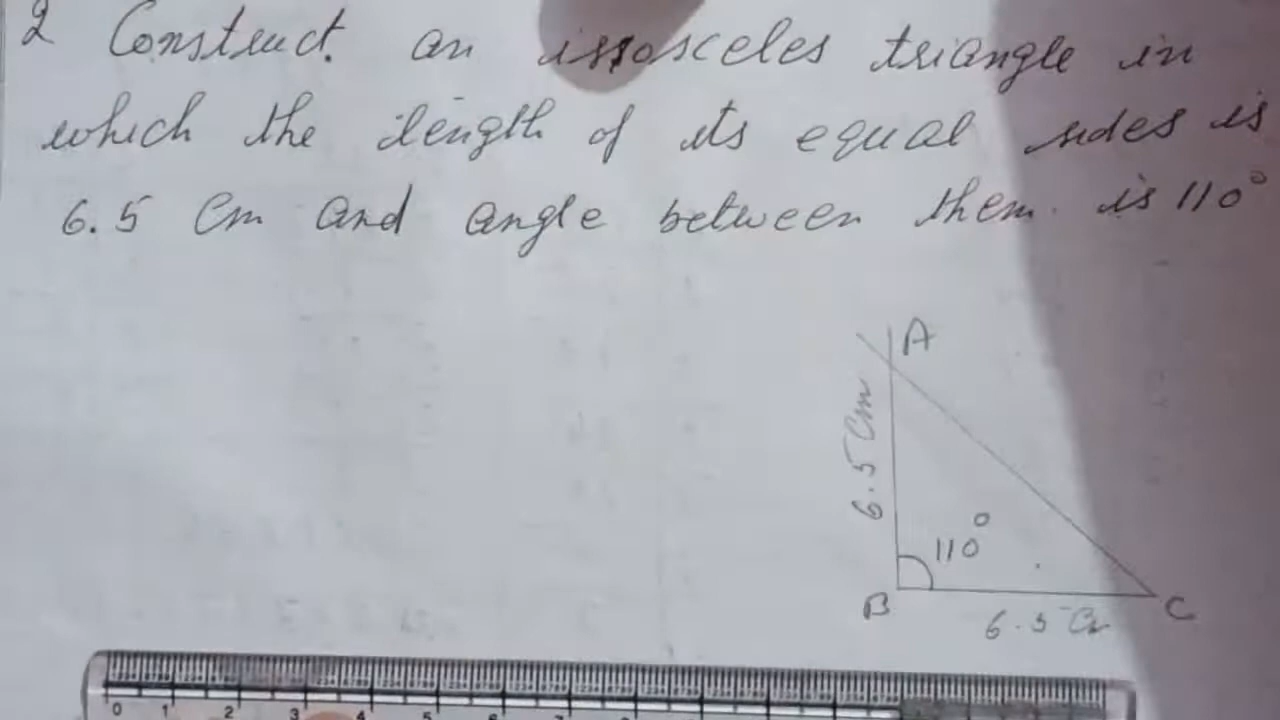 2 Construct. an issosceles triangle in
which the length of its equal sides is
6.5 Cm and angle between them. is 110°
A
6.5 Cm
110°
B
C
6.5 Cm
0 1 2 3 4 5 6 7